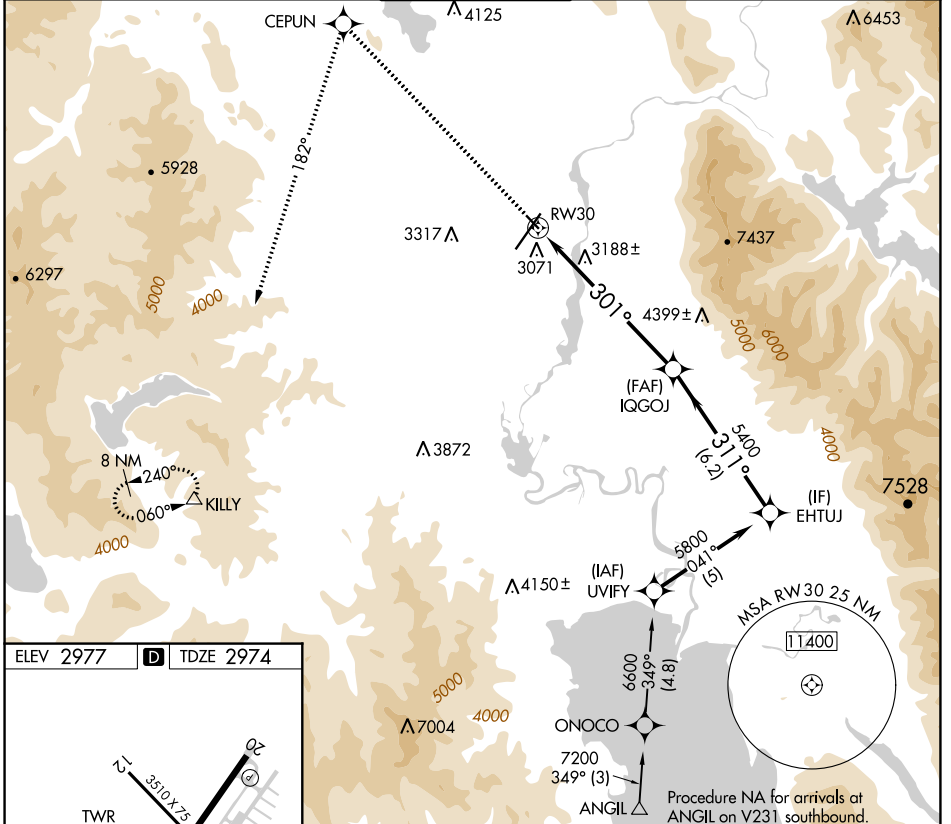 CEPUN
4125
6453
182°
5928
RW30
3317
3071
3188±
7437
6297
5000
4000
301°
4399±
5000
6000
(FAF)
IQGOJ
5400
311°
(6.2)
4000
3872
8 NM
240°
060°
KILLY
4000
(IF)
EHTUJ
7528
5800
041°
(5)
(IAF)
UVIFY
4150±
MSA RW30 25 NM
11400
ELEV 2977 D TDZE 2974
6600
349°
(4.8)
5000
4000
7004
ONOCO
7200
349° (3)
ANGIL
Procedure NA for arrivals at
ANGIL on V231 southbound.
20
P
12
3510 X 75
TWR